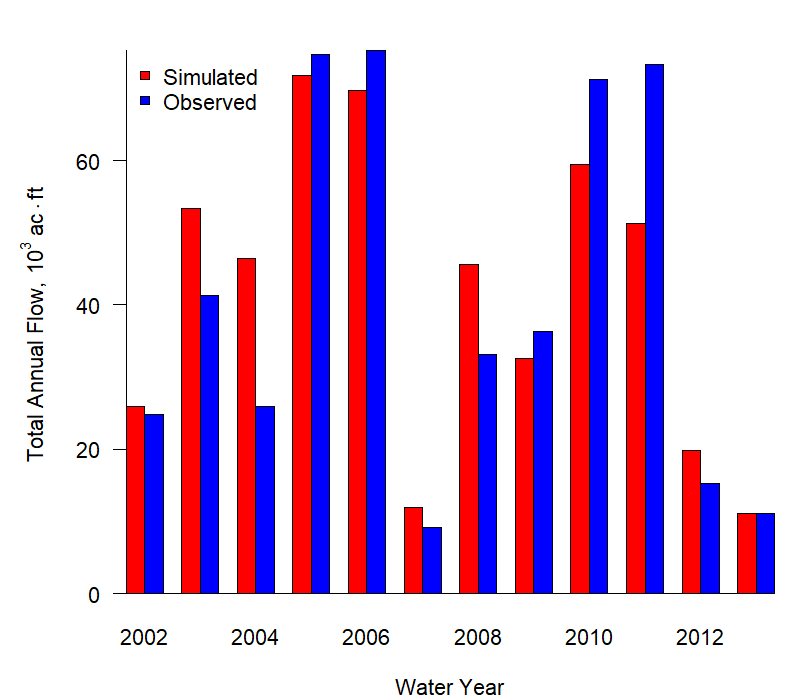 Simulated
Observed
60
40
20
0
Total Annual Flow, 10³ ac · ft
2002 2004 2006 2008 2010 2012
Water Year